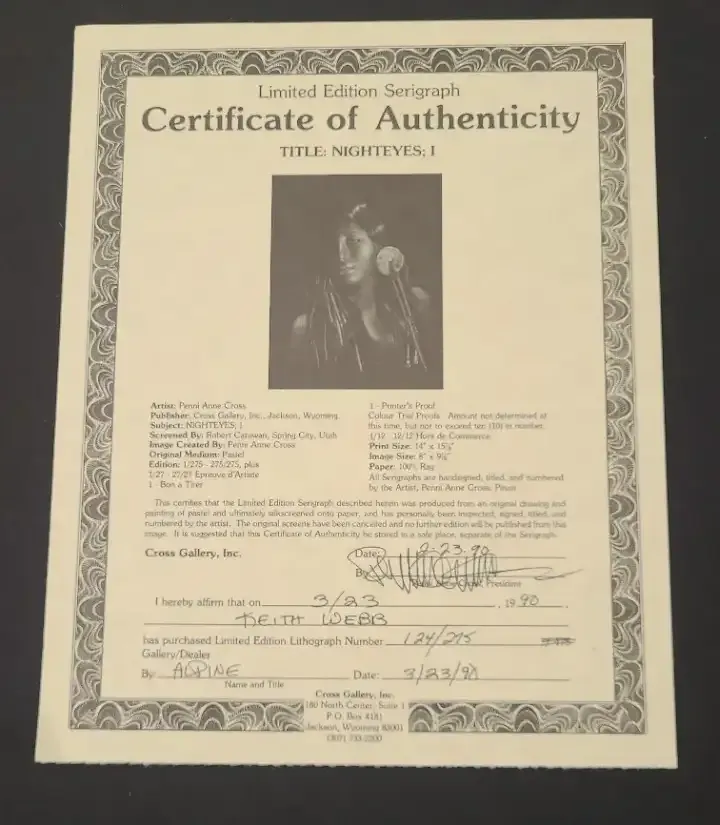 Limited Edition Serigraph
Certificate of Authenticity
TITLE: NIGHTEYES; I
Artist: Penni Anne Cross
Publisher: Cross Gallery, Inc., Jackson, Wyoming
Subject: NIGHTEYES; I
Screened By: Robert Caravan, Spring City, Utah
Image Created By: Penni Anne Cross
Original Medium: Pastel
Edition: 1/275 - 275/275, plus
1/27 - 27/27 Epreuve d'Artiste
1 - Bon a Tirer
1 - Printer's Proof
Colour Trial Proofs - Amount not determined at
this time, but not to exceed ten (10) in number.
1/12 - 12/12 Hors de Commerce
Print Size: 14" x
Image Size: 8" x
Paper: 100% Rag
All Serigraphs are handsigned, titled, and numbered
by the Artist, Penni Anne Cross.
This certifies that the Limited Edition Serigraph described herein was produced from an original drawing and
painting of pastel and ultimately silkscreened onto paper, and has personally been inspected, signed, titled, and
numbered by the artist. The original screens have been cancelled and no further edition will be published from this
image. It is suggested that this Certificate of Authenticity be stored in a safe place, separate of the Serigraph.
Cross Gallery, Inc.
Date: 2-23-90
By
President
I hereby affirm that on 3/23, 1990.
KEITH WEBB
has purchased Limited Edition Lithograph Number 124/275
Gallery/Dealer
By: ALPINE Date: 3/23/90
Name and Title
Cross Gallery, Inc.
180 North Center, Suite 1
P.O. Box 4181
Jackson, Wyoming 83001
(307) 733-2200